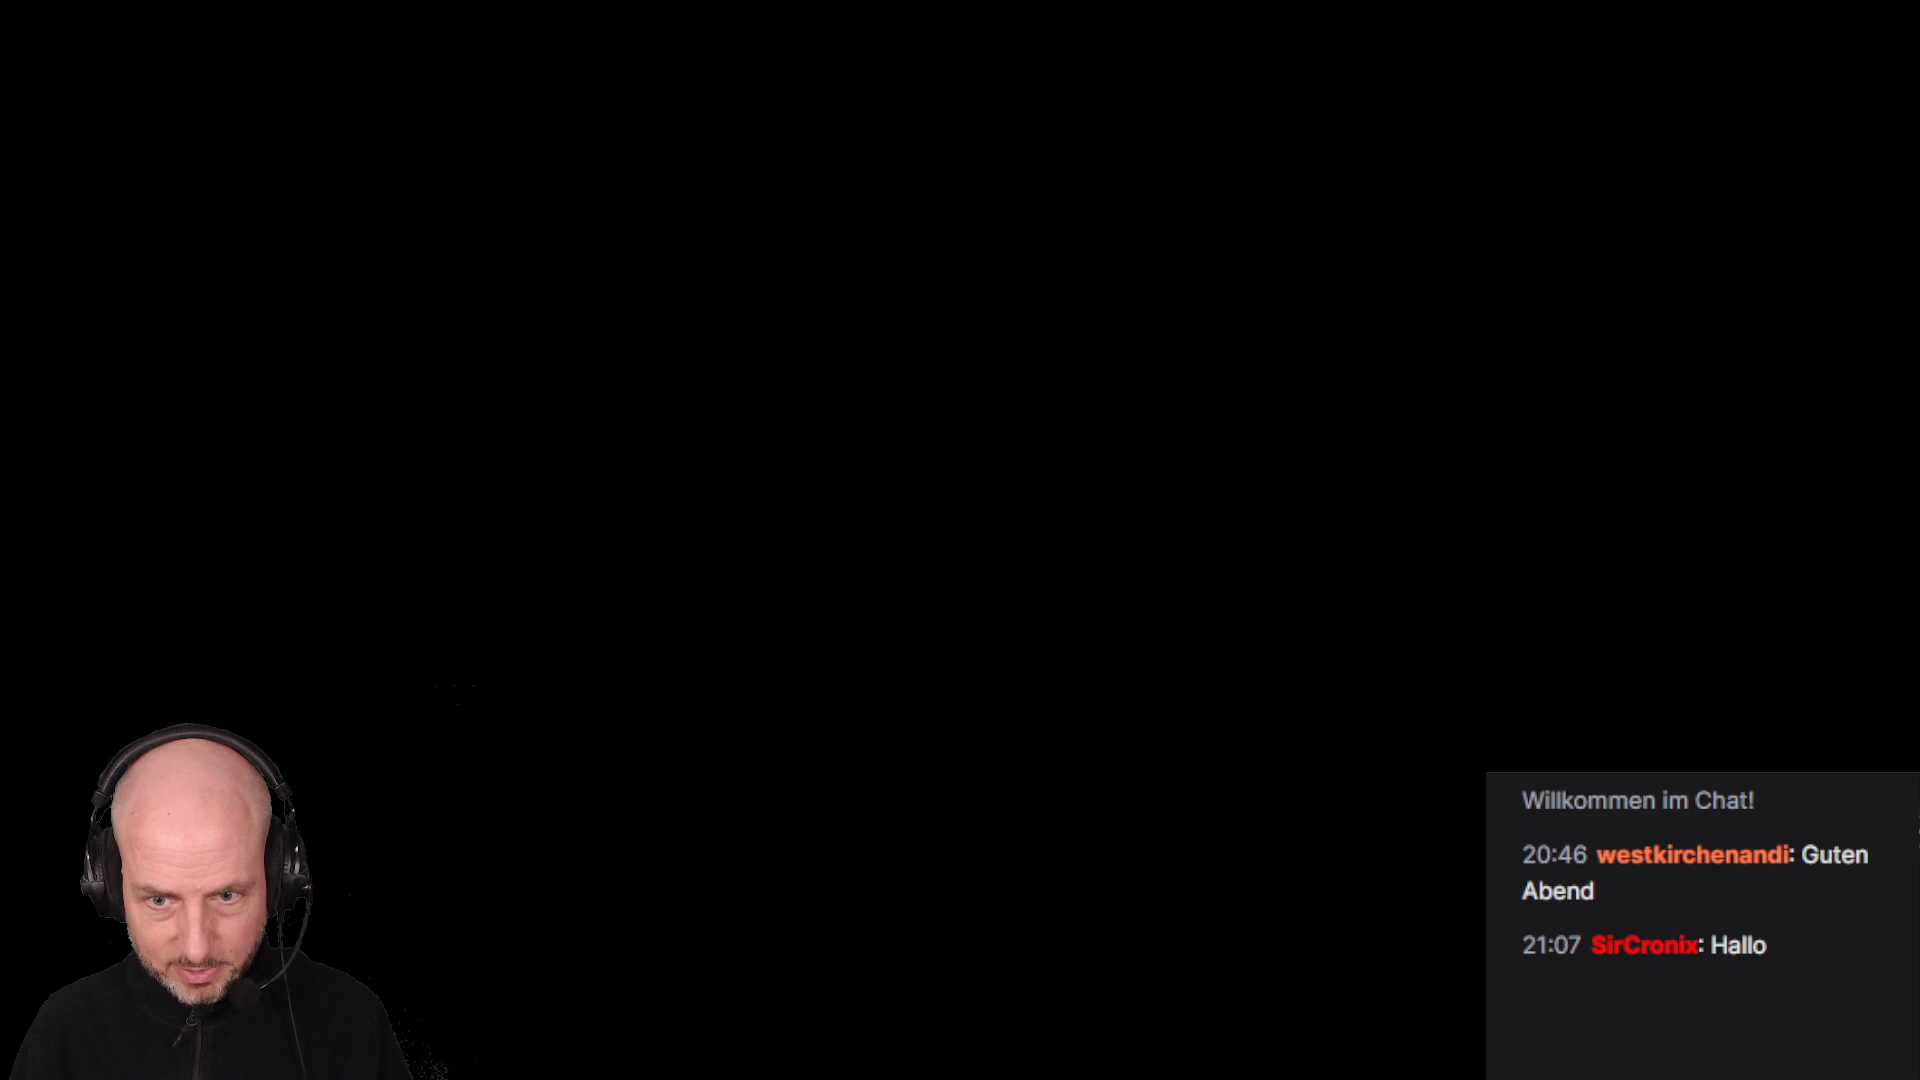 Willkommen im Chat!
20:46 westkirchenandi: Guten
Abend
21:07 SirCronix: Hallo